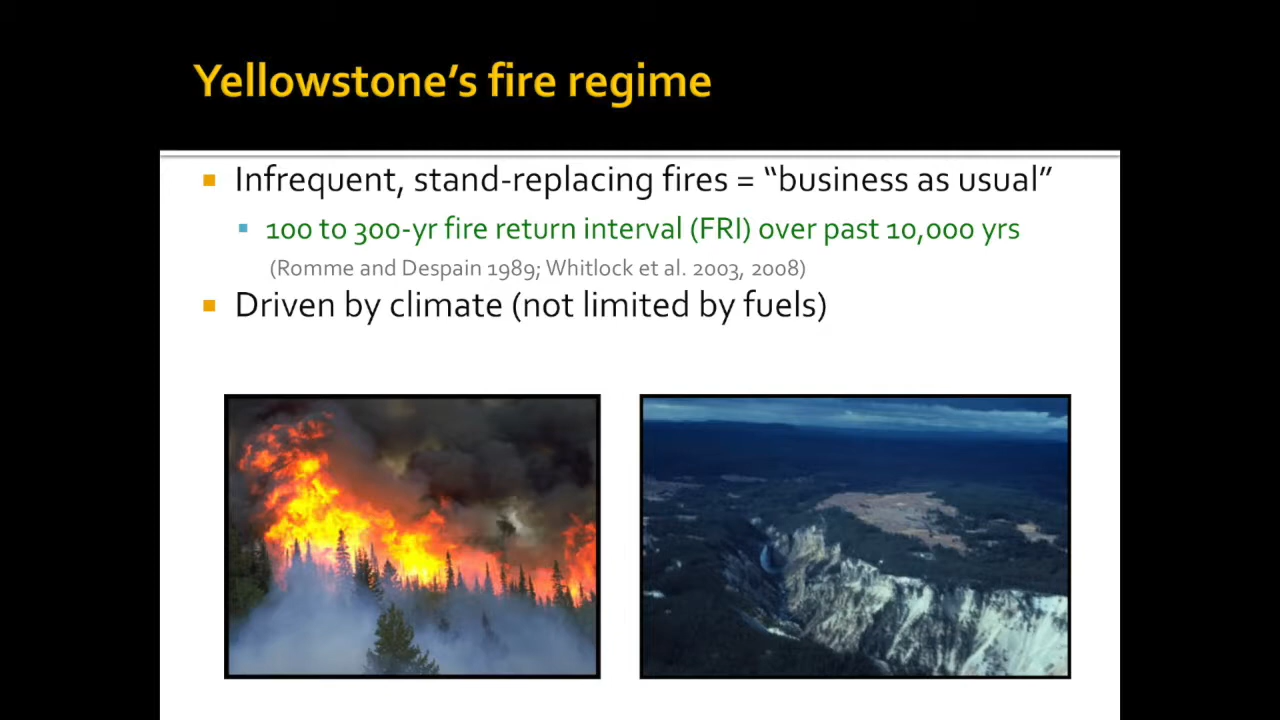 Yellowstone’s fire regime
Infrequent, stand-replacing fires = “business as usual”
100 to 300-yr fire return interval (FRI) over past 10,000 yrs
(Romme and Despain 1989; Whitlock et al. 2003, 2008)
Driven by climate (not limited by fuels)